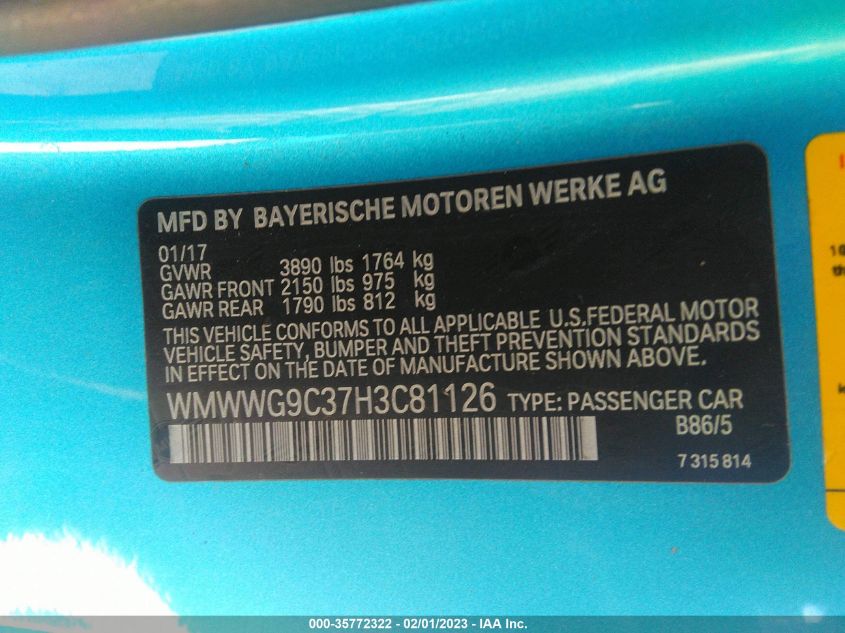 MFD BY BAYERISCHE MOTOREN WERKE AG
01/17
GVWR 3890 lbs 1764 kg
GAWR FRONT 2150 lbs 975 kg
GAWR REAR 1790 lbs 812 kg
THIS VEHICLE CONFORMS TO ALL APPLICABLE U.S.FEDERAL MOTOR
VEHICLE SAFETY, BUMPER AND THEFT PREVENTION STANDARDS
IN EFFECT ON THE DATE OF MANUFACTURE SHOWN ABOVE.
WMWWG9C37H3C81126 TYPE: PASSENGER CAR
B86/5
7 315 814
000-35772322 - 02/01/2023 - IAA Inc.